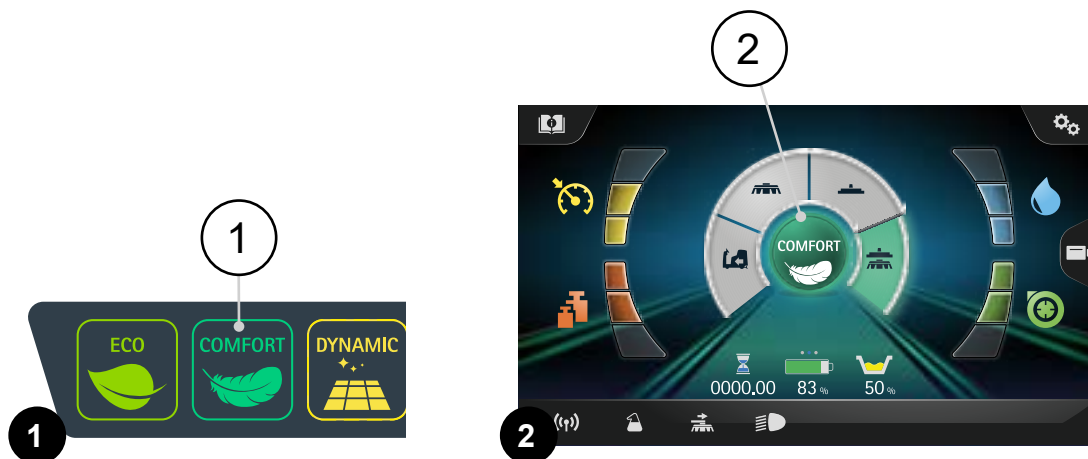 1
ECO
COMFORT
DYNAMIC
1
2
COMFORT
0000.00
83 %
50 %
2